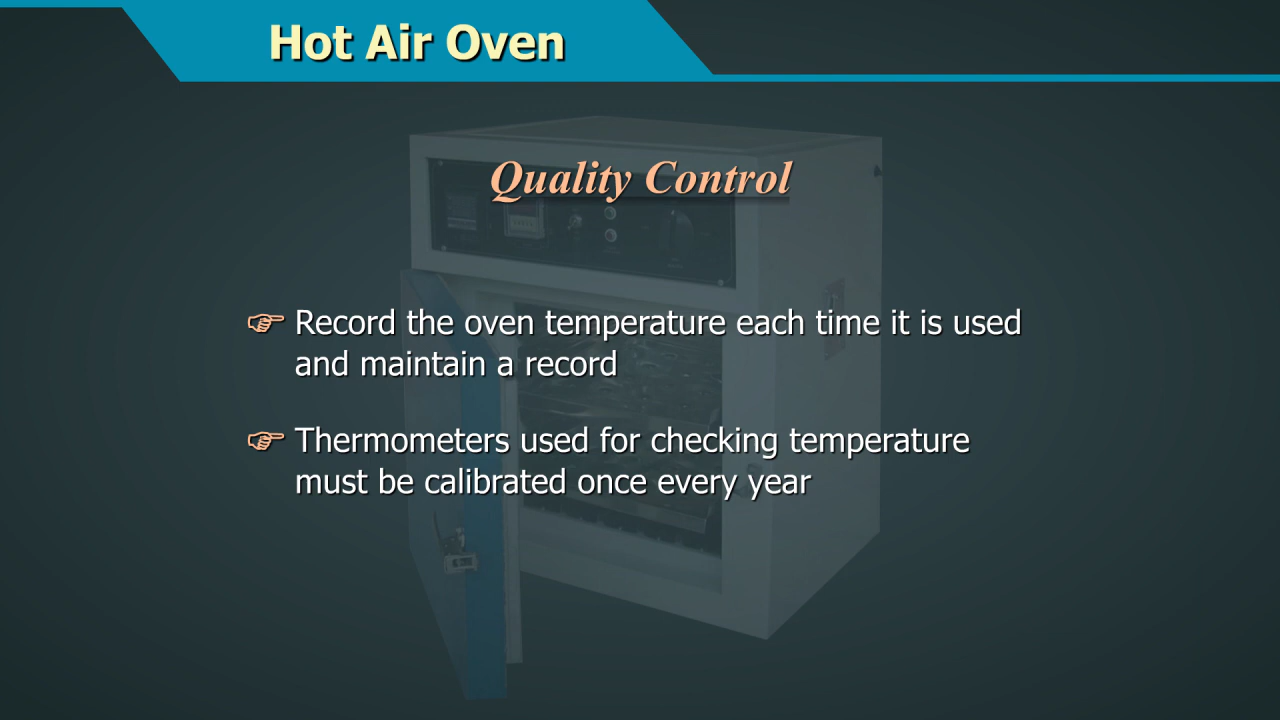 Hot Air Oven
Quality Control
☞ Record the oven temperature each time it is used
and maintain a record
☞ Thermometers used for checking temperature
must be calibrated once every year